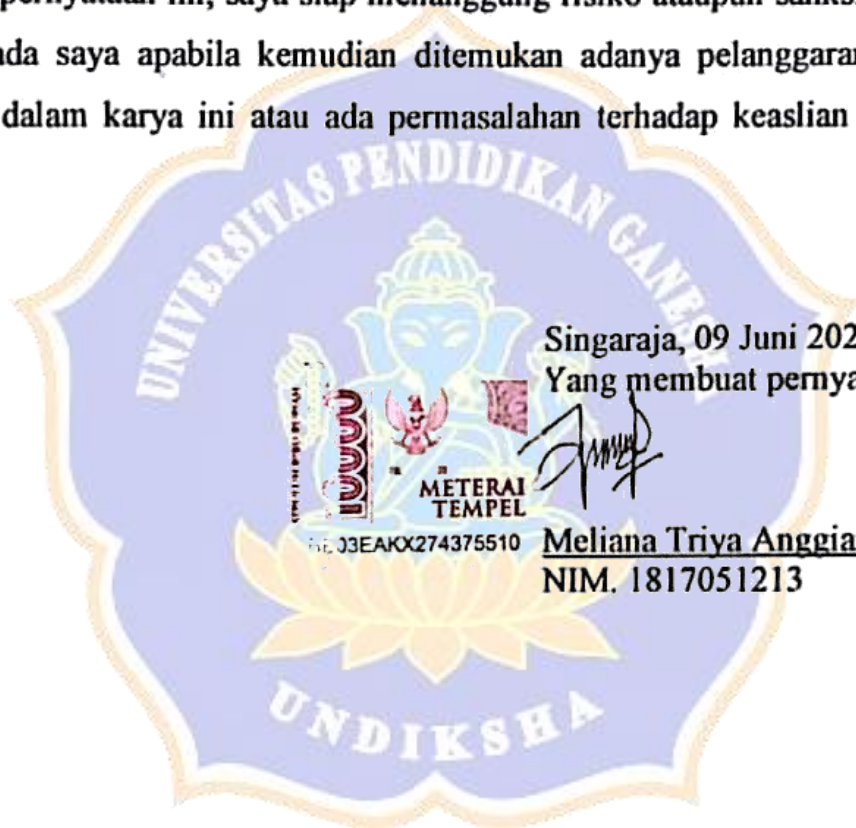 pernyataan ini, saya siap menanggung risiko ataupun sanksi
ada saya apabila kemudian ditemukan adanya pelanggaran
dalam karya ini atau ada permasalahan terhadap keaslian
UNIVERSITAS PENDIDIKAN GANESHA
Singaraja, 09 Juni 202
Yang membuat pernya
METERAI
TEMPEL
03EAKX274375510
Meliana Triya Anggia
NIM. 1817051213
UNDIKSHA